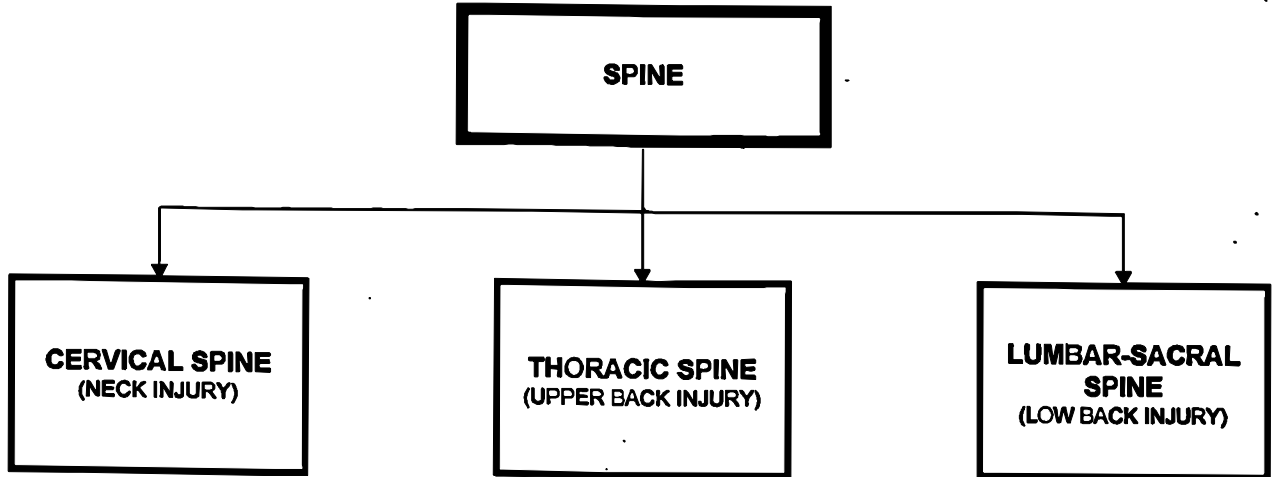 SPINE
CERVICAL SPINE
(NECK INJURY)
THORACIC SPINE
(UPPER BACK INJURY)
LUMBAR-SACRAL
SPINE
(LOW BACK INJURY)